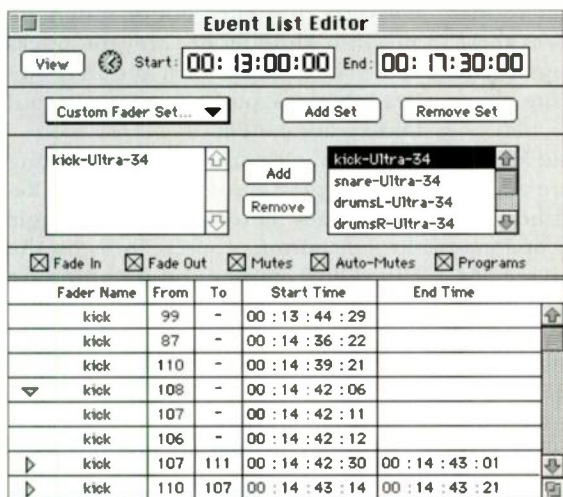 Event List Editor
View Start: 00: 13:00:00 End: 00: 17:30:00
Custom Fader Set... Add Set Remove Set
kick-Ultra-34
Add
Remove
kick-Ultra-34
snare-Ultra-34
drumsL-Ultra-34
drumsR-Ultra-34
Fade In Fade Out Mutes Auto-Mutes Programs
Fader Name From To Start Time End Time
kick 99 - 00 : 13 : 44 : 29
kick 87 - 00 : 14 : 36 : 22
kick 110 - 00 : 14 : 39 : 21
kick 108 - 00 : 14 : 42 : 06
kick 107 - 00 : 14 : 42 : 11
kick 106 - 00 : 14 : 42 : 12
kick 107 111 00 : 14 : 42 : 30 00 : 14 : 43 : 01
kick 110 107 00 : 14 : 43 : 14 00 : 14 : 43 : 21